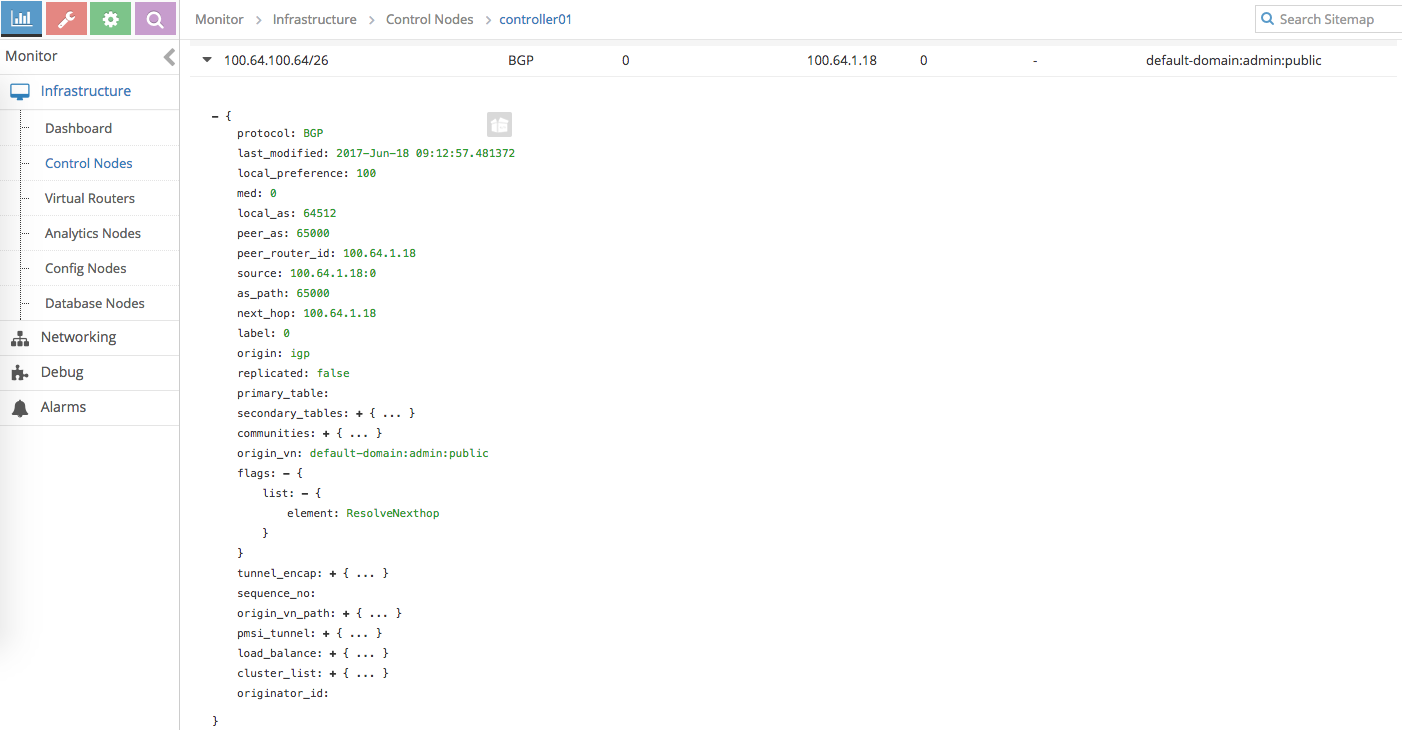 Monitor > Infrastructure > Control Nodes > controller01
Search Sitemap
Monitor
Infrastructure
Dashboard
Control Nodes
Virtual Routers
Analytics Nodes
Config Nodes
Database Nodes
Networking
Debug
Alarms
100.64.100.64/26 BGP 0 100.64.1.18 0 - default-domain:admin:public
− {
protocol: BGP
last_modified: 2017-Jun-18 09:12:57.481372
local_preference: 100
med: 0
local_as: 64512
peer_as: 65000
peer_router_id: 100.64.1.18
source: 100.64.1.18:0
as_path: 65000
next_hop: 100.64.1.18
label: 0
origin: igp
replicated: false
primary_table:
secondary_tables: + { ... }
communities: + { ... }
origin_vn: default-domain:admin:public
flags: − {
list: − {
element: ResolveNexthop
}
}
tunnel_encap: + { ... }
sequence_no:
origin_vn_path: + { ... }
pmsi_tunnel: + { ... }
load_balance: + { ... }
cluster_list: + { ... }
originator_id:
}